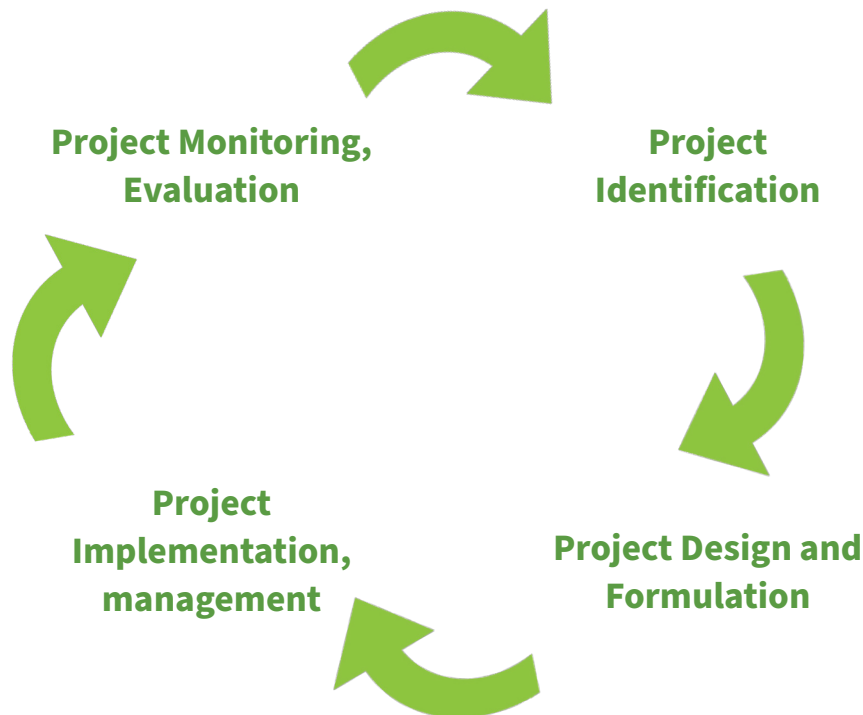 Project Monitoring,
Evaluation
Project
Identification
Project
Implementation,
management
Project Design and
Formulation